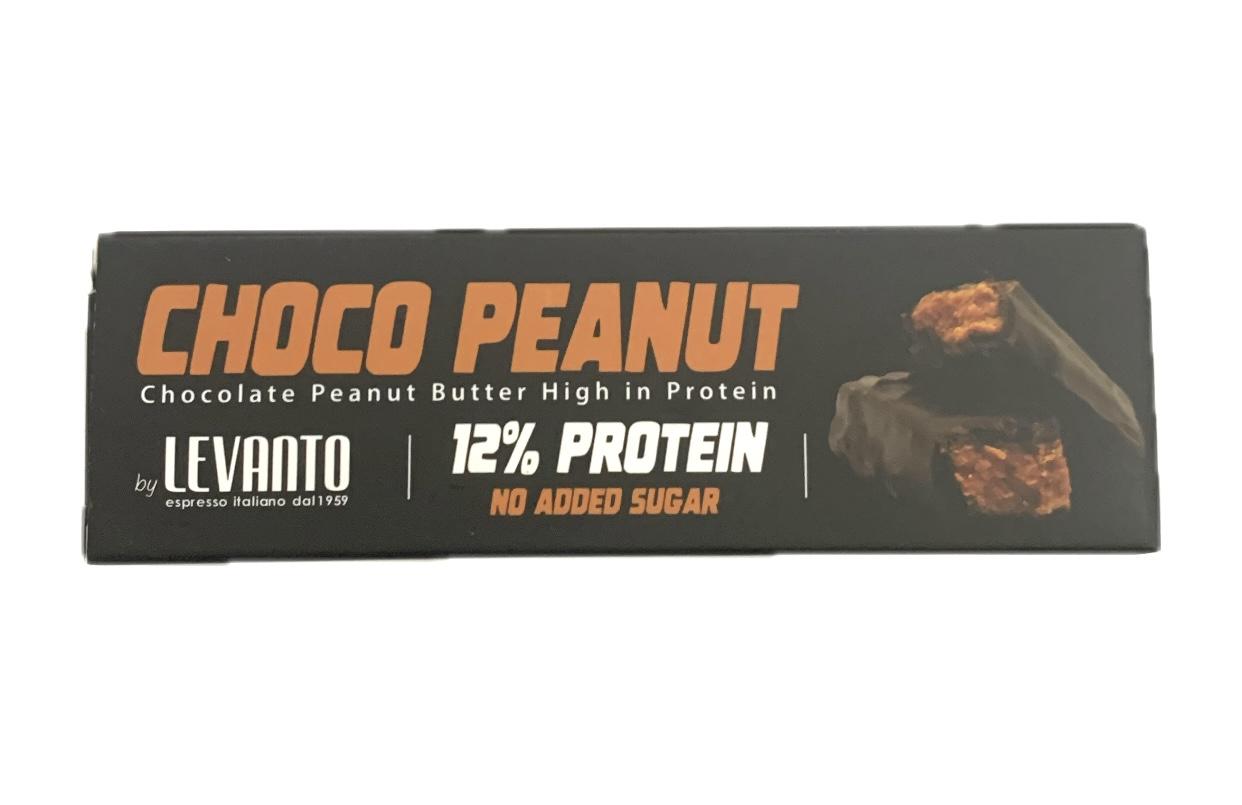 CHOCO PEANUT
Chocolate Peanut Butter High in Protein
by LEVANTO
espresso italiano dal1959
12% PROTEIN
NO ADDED SUGAR